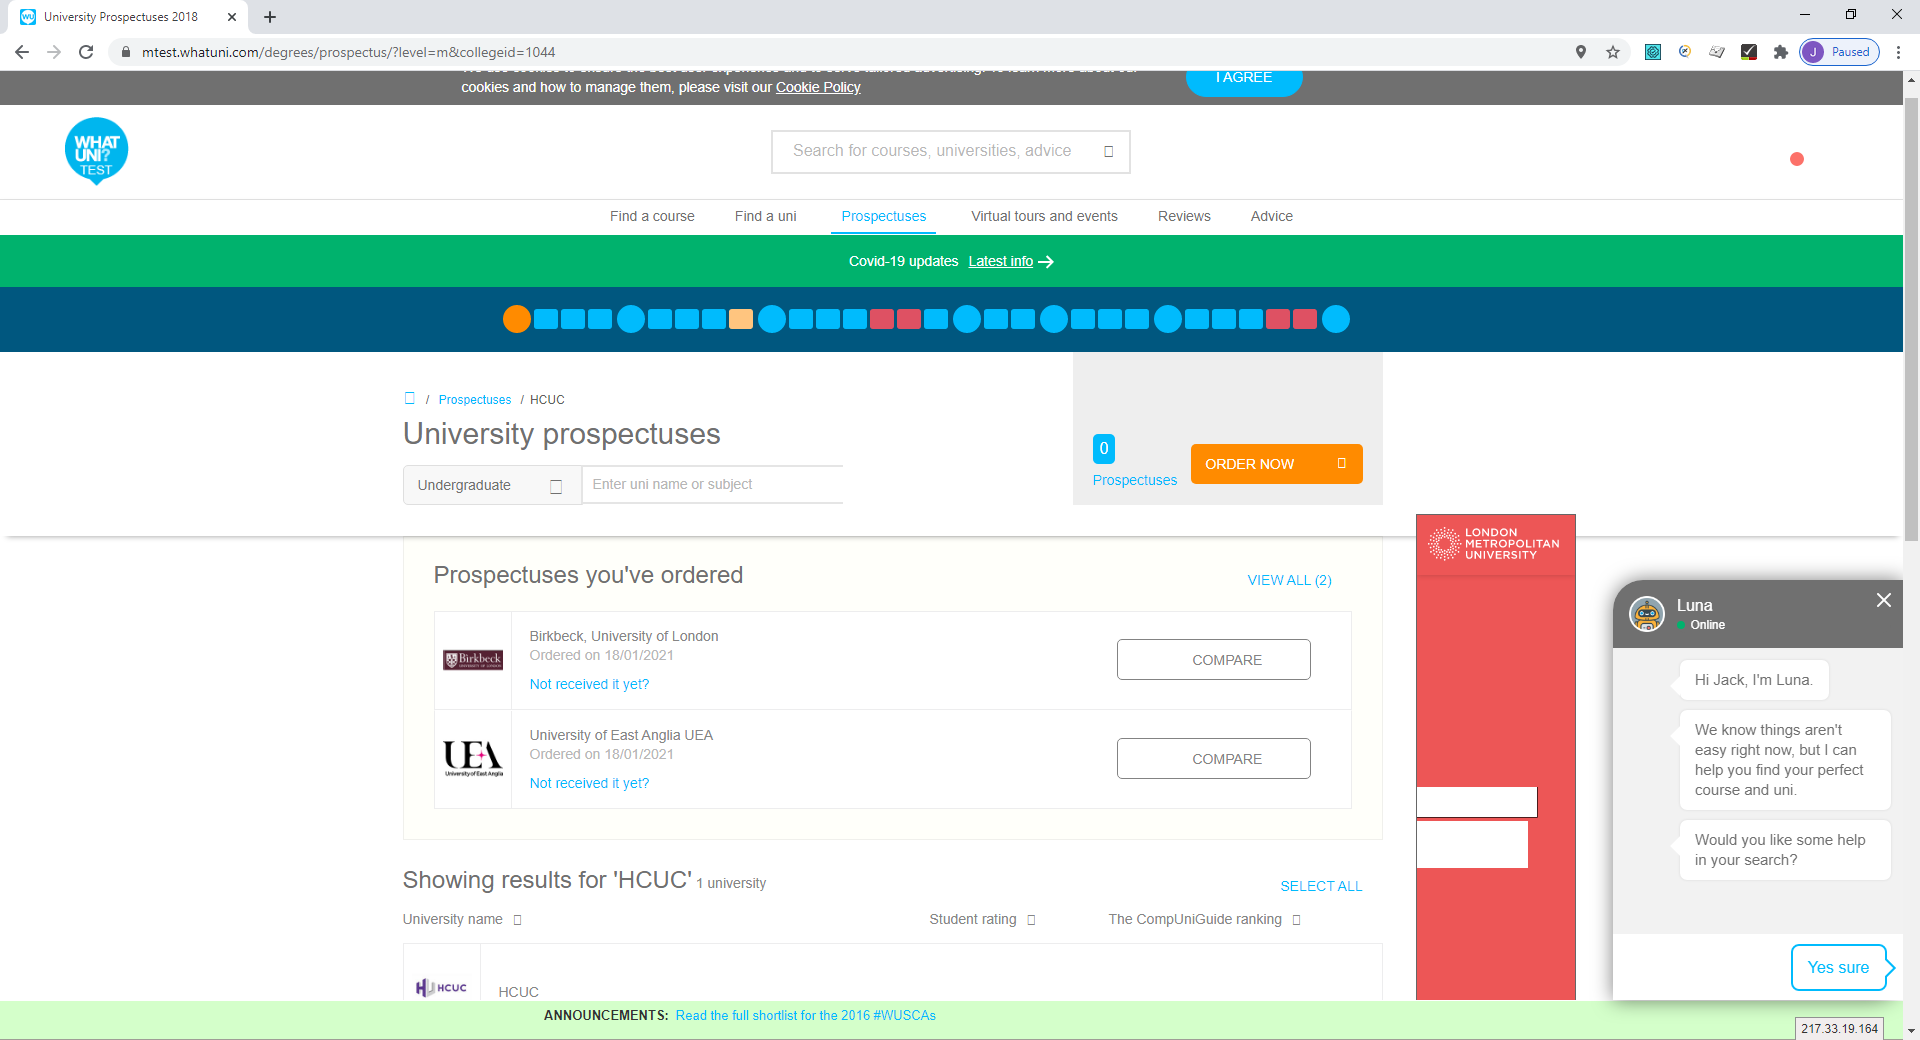 University Prospectuses 2018
mtest.whatuni.com/degrees/prospectus/?level=m&collegeid=1044
J Paused
cookies and how to manage them, please visit our Cookie Policy
I AGREE
WHAT
UNI?
TEST
Search for courses, universities, advice
Find a course Find a uni Prospectuses Virtual tours and events Reviews Advice
Covid-19 updates Latest info
/ Prospectuses / HCUC
University prospectuses
Undergraduate Enter uni name or subject
0
Prospectuses
ORDER NOW
LONDON
METROPOLITAN
UNIVERSITY
Prospectuses you've ordered VIEW ALL (2)
Birkbeck
Birkbeck, University of London
Ordered on 18/01/2021
Not received it yet?
COMPARE
UEA
University of East Anglia
University of East Anglia UEA
Ordered on 18/01/2021
Not received it yet?
COMPARE
Showing results for 'HCUC' 1 university SELECT ALL
University name Student rating The CompUniGuide ranking
HCUC
HCUC
Luna
Online
Hi Jack, I'm Luna.
We know things aren't
easy right now, but I can
help you find your perfect
course and uni.
Would you like some help
in your search?
Yes sure
ANNOUNCEMENTS: Read the full shortlist for the 2016 #WUSCAs
217.33.19.164